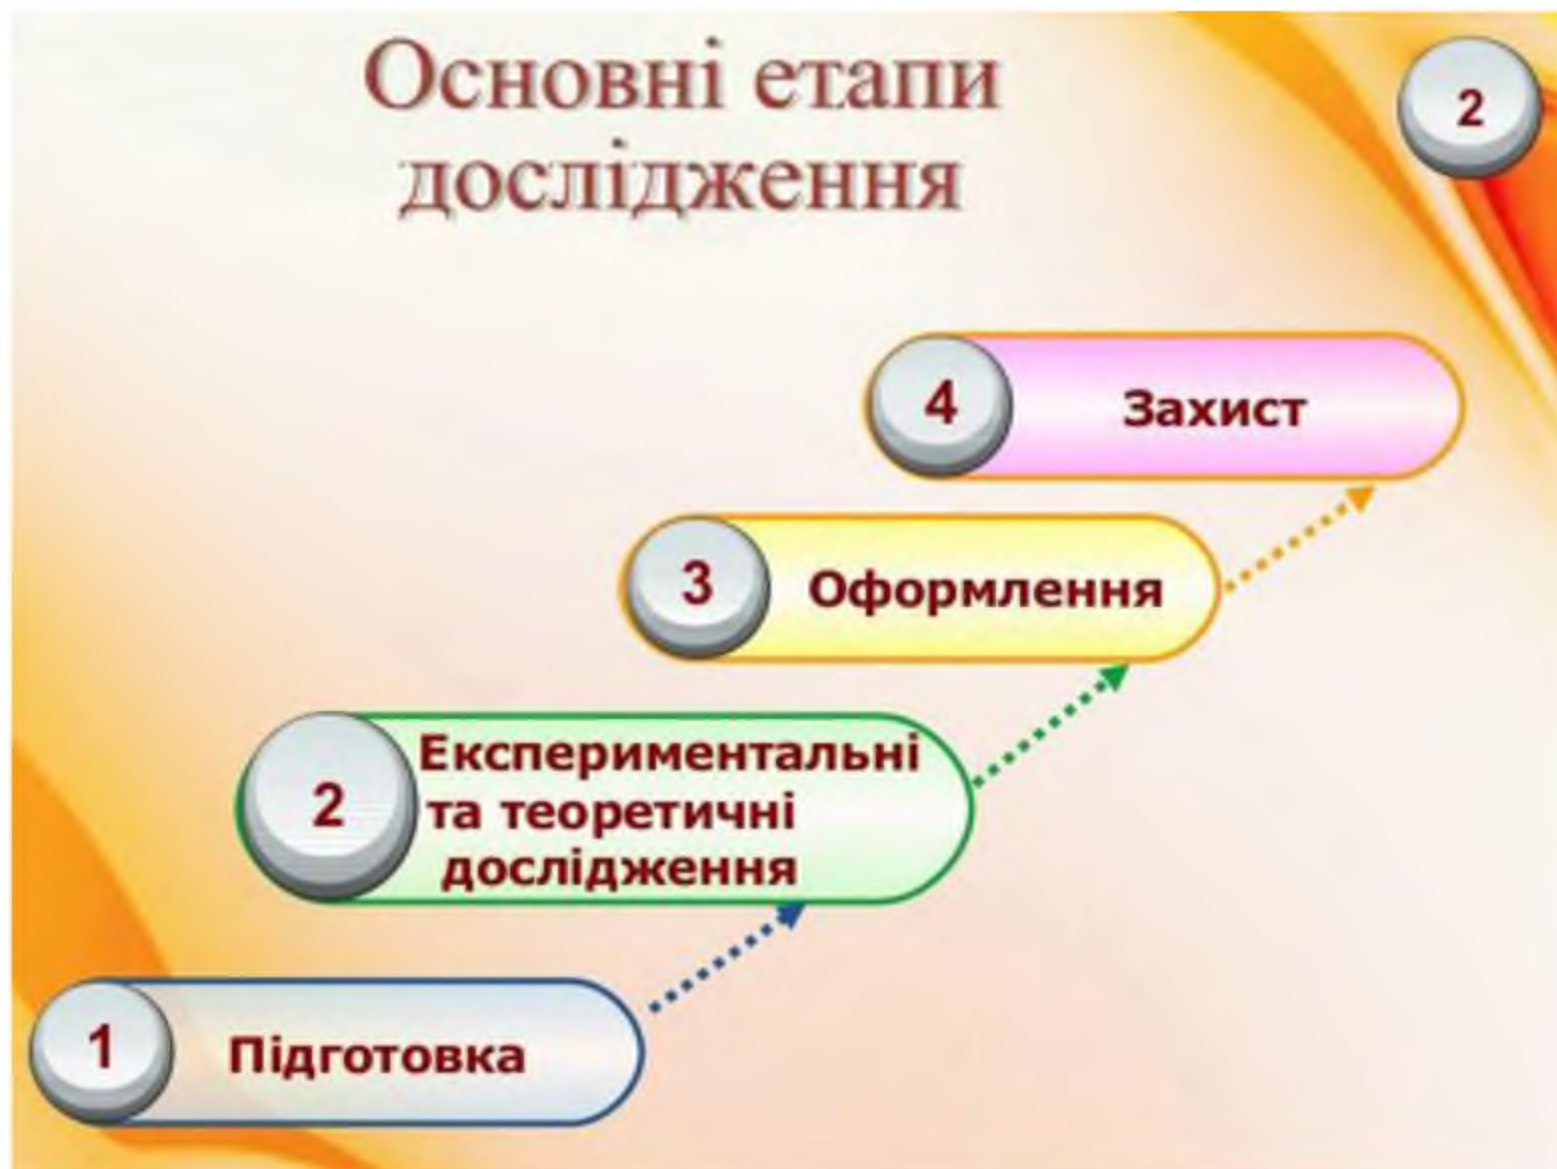 Основні етапи
дослідження
2
4
Захист
3
Оформлення
2
Експериментальні
та теоретичні
дослідження
1
Підготовка